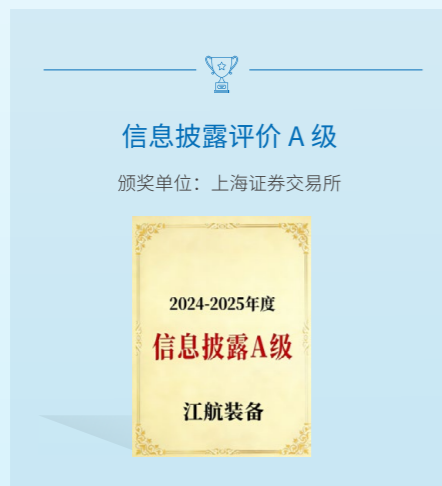 信息披露评价 A 级
颁奖单位：上海证券交易所
2024-2025年度
信息披露A级
江航装备